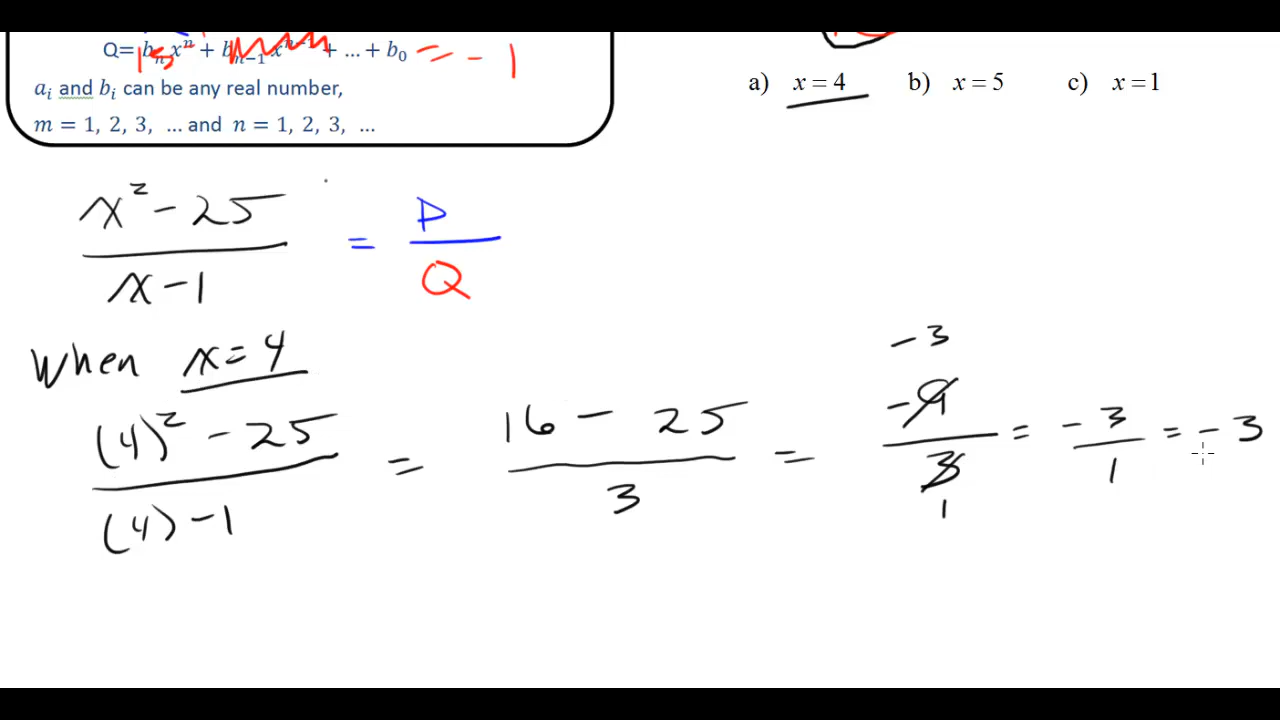 Q= bₙxⁿ + bₙ₋₁xⁿ⁻¹ + ... + b₀ = -1
aᵢ and bᵢ can be any real number,
m = 1, 2, 3, ... and n = 1, 2, 3, ...
a) x = 4 b) x = 5 c) x = 1
x² - 25 / x - 1 = P / Q
When x = 4
(4)² - 25 / (4) - 1 = 16 - 25 / 3 = -9 / 3 = -3 / 1 = -3
-3
1